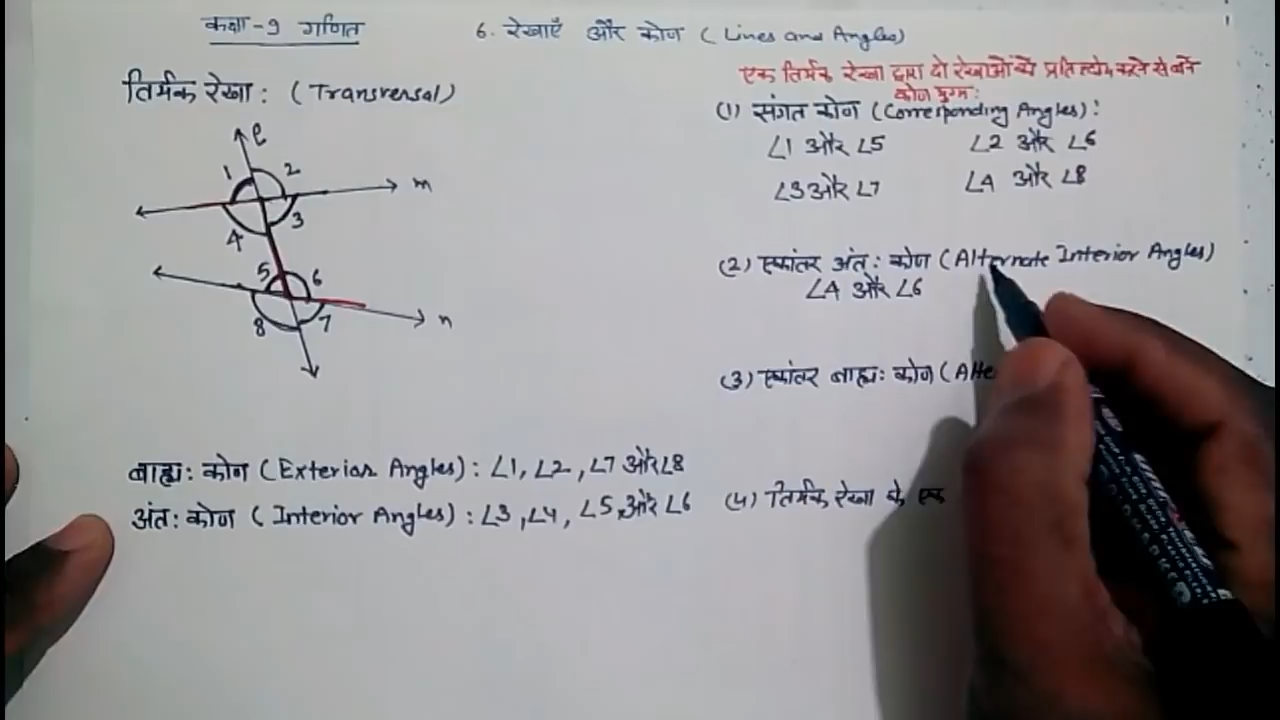 कक्षा-9 गणित
6. रेखाएँ और कोण (Lines and Angles)
तिर्यक रेखा: (Transversal)
एक तिर्यक रेखा द्वारा दो रेखाओं को प्रतिच्छेद करने से बने
कोण युग्म:
(1) संगत कोण (Corresponding Angles):
∠1 और ∠5 ∠2 और ∠6
∠3 और ∠7 ∠4 और ∠8
(2) एकांतर अंत: कोण (Alternate Interior Angles)
∠4 और ∠6
(3) एकांतर बाह्य: कोण (Alte
(4) तिर्यक रेखा के एक
l
1 2
m
4 3
5 6
n
8 7
बाह्य: कोण (Exterior Angles): ∠1, ∠2, ∠7 और ∠8
अंत: कोण (Interior Angles): ∠3, ∠4, ∠5, और ∠6